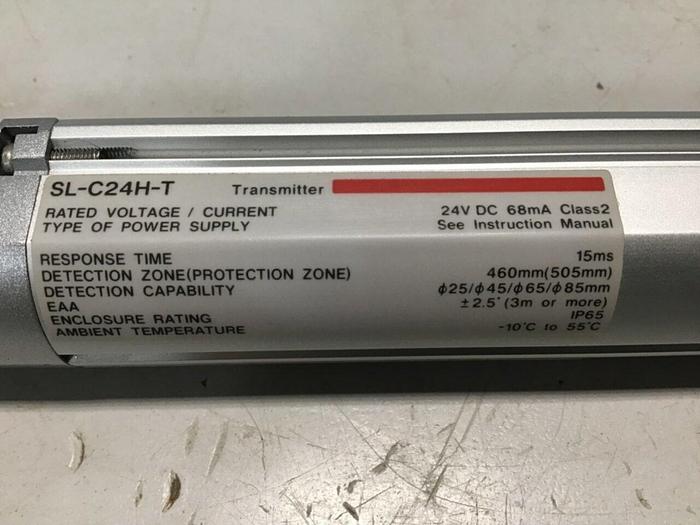 SL-C24H-T Transmitter
RATED VOLTAGE / CURRENT 24V DC 68mA Class2
TYPE OF POWER SUPPLY See Instruction Manual
RESPONSE TIME 15ms
DETECTION ZONE(PROTECTION ZONE) 460mm(505mm)
DETECTION CAPABILITY ϕ25/ϕ45/ϕ65/ϕ85mm
EAA ±2.5° (3m or more)
ENCLOSURE RATING IP65
AMBIENT TEMPERATURE -10°C to 55°C